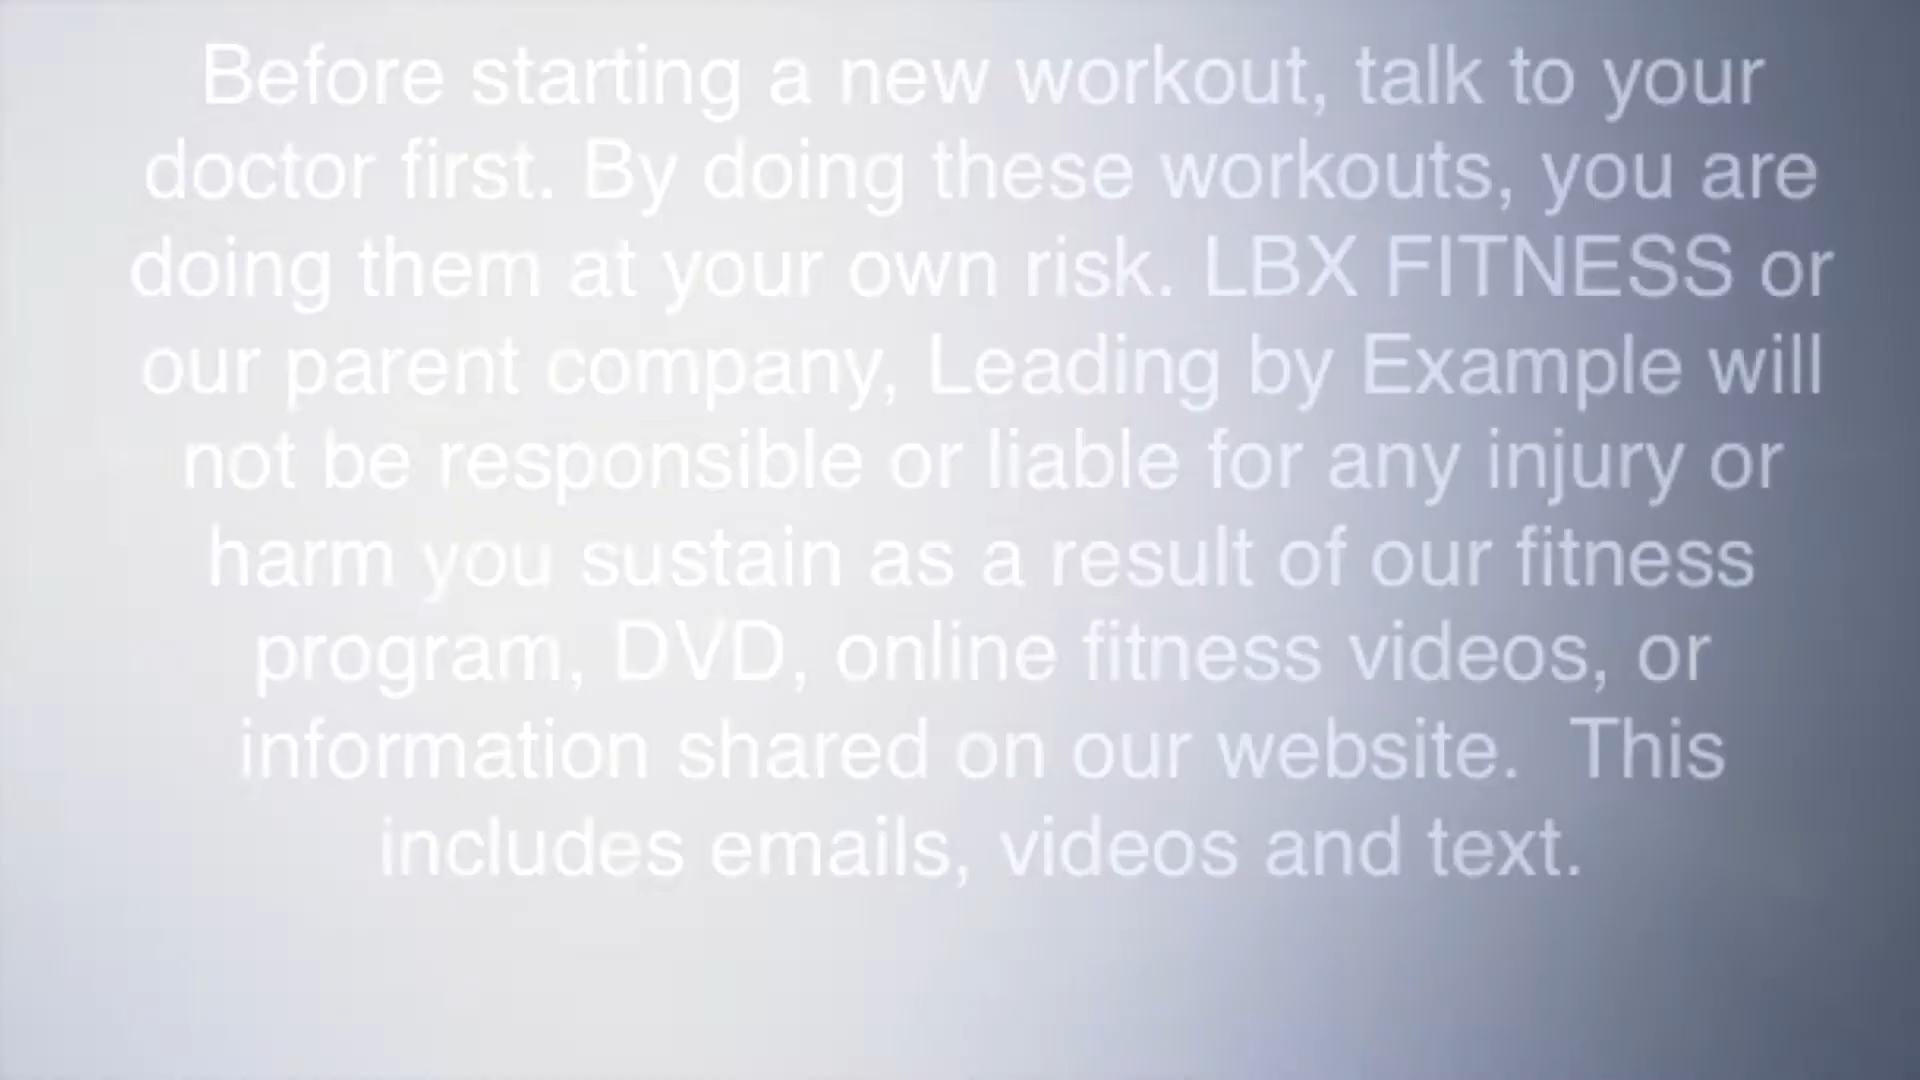 Before starting a new workout, talk to your
doctor first. By doing these workouts, you are
doing them at your own risk. LBX FITNESS or
our parent company, Leading by Example will
not be responsible or liable for any injury or
harm you sustain as a result of our fitness
program, DVD, online fitness videos, or
information shared on our website.  This
includes emails, videos and text.